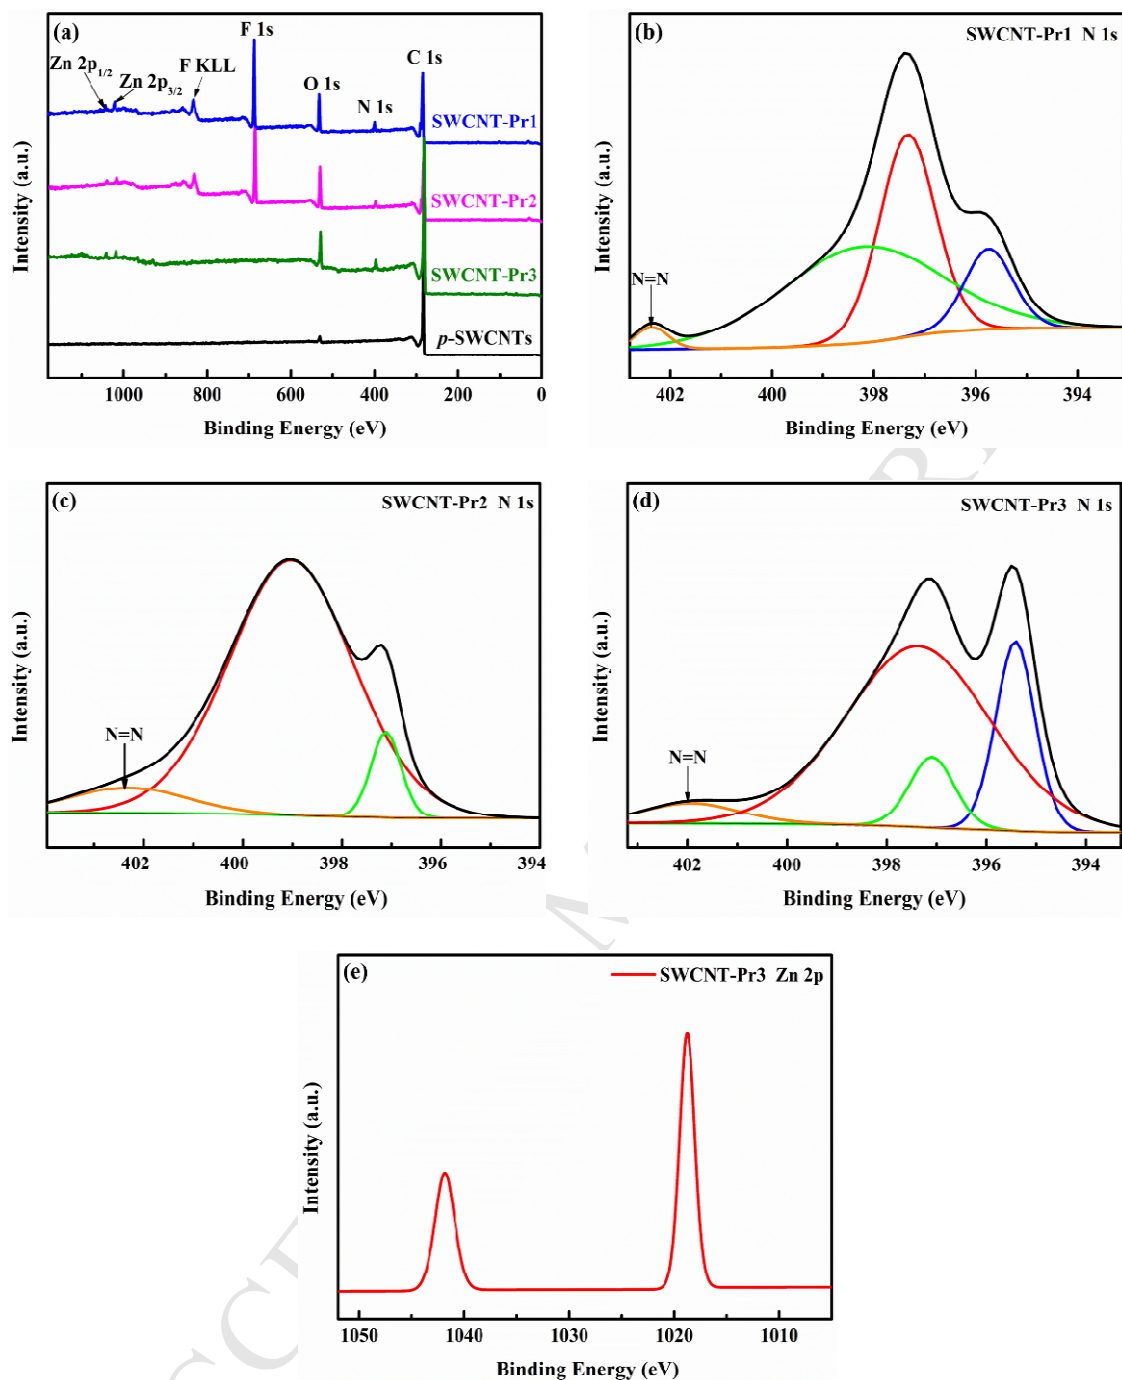 (a)
F 1s
C 1s
Zn 2p1/2
Zn 2p3/2
F KLL
O 1s
N 1s
SWCNT-Pr1
SWCNT-Pr2
SWCNT-Pr3
p-SWCNTs
Intensity (a.u.)
1000 800 600 400 200 0
Binding Energy (eV)
(b)
SWCNT-Pr1 N 1s
N=N
Intensity (a.u.)
402 400 398 396 394
Binding Energy (eV)
(c)
SWCNT-Pr2 N 1s
N=N
Intensity (a.u.)
402 400 398 396 394
Binding Energy (eV)
(d)
SWCNT-Pr3 N 1s
N=N
Intensity (a.u.)
402 400 398 396 394
Binding Energy (eV)
(e)
SWCNT-Pr3 Zn 2p
Intensity (a.u.)
1050 1040 1030 1020 1010
Binding Energy (eV)